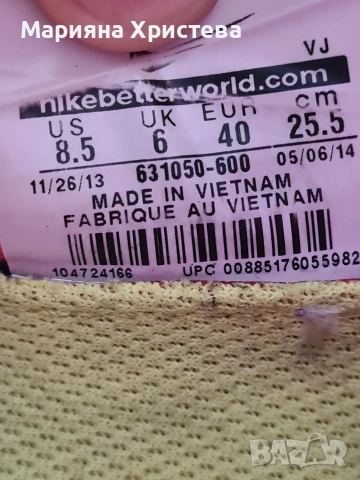 Марияна Христева
VJ
nikebetterworld.com
US UK EUR cm
8.5 6 40 25.5
11/26/13 631050-600 05/06/14
MADE IN VIETNAM
FABRIQUE AU VIETNAM
104724166 UPC 00885176055982
BAZAR